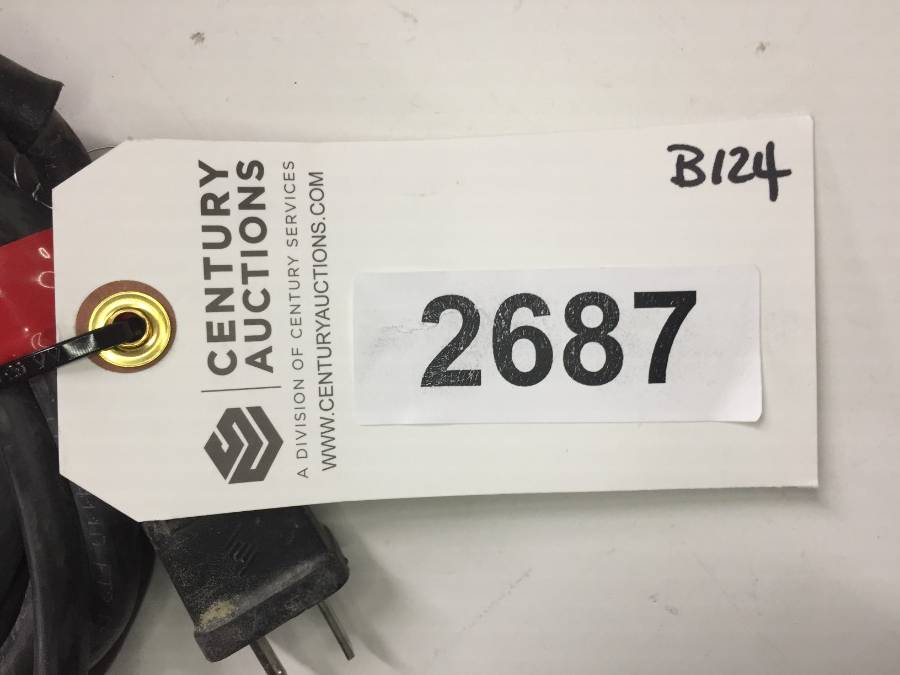 CENTURY
AUCTIONS
A DIVISION OF CENTURY SERVICES
WWW.CENTURYAUCTIONS.COM
B124
2687